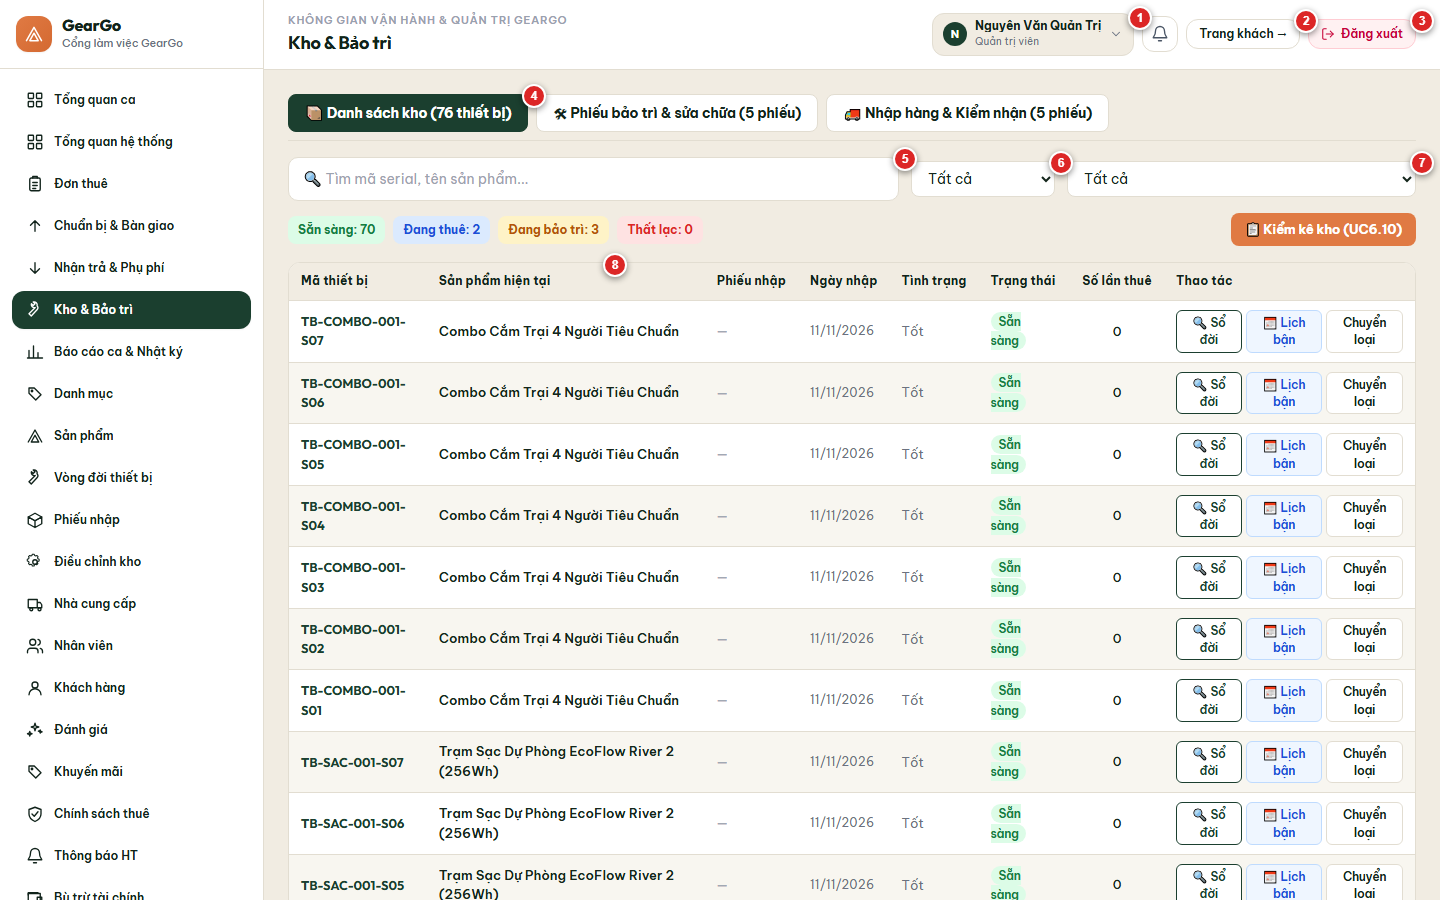 GearGo
Cổng làm việc GearGo
KHÔNG GIAN VẬN HÀNH & QUẢN TRỊ GEARGO
Kho & Bảo trì
N
Nguyễn Văn Quản Trị
Quản trị viên
1
Trang khách →
2
Đăng xuất
3
Tổng quan ca
Tổng quan hệ thống
Đơn thuê
Chuẩn bị & Bàn giao
Nhận trả & Phụ phí
Kho & Bảo trì
Báo cáo ca & Nhật ký
Danh mục
Sản phẩm
Vòng đời thiết bị
Phiếu nhập
Điều chỉnh kho
Nhà cung cấp
Nhân viên
Khách hàng
Đánh giá
Khuyến mãi
Chính sách thuê
Thông báo HT
Bù trừ tài chính
Danh sách kho (76 thiết bị)
4
Phiếu bảo trì & sửa chữa (5 phiếu)
Nhập hàng & Kiểm nhận (5 phiếu)
Tìm mã serial, tên sản phẩm...
5
Tất cả
6
Tất cả
7
Sẵn sàng: 70
Đang thuê: 2
Đang bảo trì: 3
Thất lạc: 0
Kiểm kê kho (UC6.10)
8
Mã thiết bị Sản phẩm hiện tại Phiếu nhập Ngày nhập Tình trạng Trạng thái Số lần thuê Thao tác
TB-COMBO-001-S07 Combo Cắm Trại 4 Người Tiêu Chuẩn — 11/11/2026 Tốt Sẵn sàng 0 Sổ đời Lịch bận Chuyển loại
TB-COMBO-001-S06 Combo Cắm Trại 4 Người Tiêu Chuẩn — 11/11/2026 Tốt Sẵn sàng 0 Sổ đời Lịch bận Chuyển loại
TB-COMBO-001-S05 Combo Cắm Trại 4 Người Tiêu Chuẩn — 11/11/2026 Tốt Sẵn sàng 0 Sổ đời Lịch bận Chuyển loại
TB-COMBO-001-S04 Combo Cắm Trại 4 Người Tiêu Chuẩn — 11/11/2026 Tốt Sẵn sàng 0 Sổ đời Lịch bận Chuyển loại
TB-COMBO-001-S03 Combo Cắm Trại 4 Người Tiêu Chuẩn — 11/11/2026 Tốt Sẵn sàng 0 Sổ đời Lịch bận Chuyển loại
TB-COMBO-001-S02 Combo Cắm Trại 4 Người Tiêu Chuẩn — 11/11/2026 Tốt Sẵn sàng 0 Sổ đời Lịch bận Chuyển loại
TB-COMBO-001-S01 Combo Cắm Trại 4 Người Tiêu Chuẩn — 11/11/2026 Tốt Sẵn sàng 0 Sổ đời Lịch bận Chuyển loại
TB-SAC-001-S07 Trạm Sạc Dự Phòng EcoFlow River 2 (256Wh) — 11/11/2026 Tốt Sẵn sàng 0 Sổ đời Lịch bận Chuyển loại
TB-SAC-001-S06 Trạm Sạc Dự Phòng EcoFlow River 2 (256Wh) — 11/11/2026 Tốt Sẵn sàng 0 Sổ đời Lịch bận Chuyển loại
TB-SAC-001-S05 Trạm Sạc Dự Phòng EcoFlow River 2 (256Wh) — 11/11/2026 Tốt Sẵn sàng 0 Sổ đời Lịch bận Chuyển loại